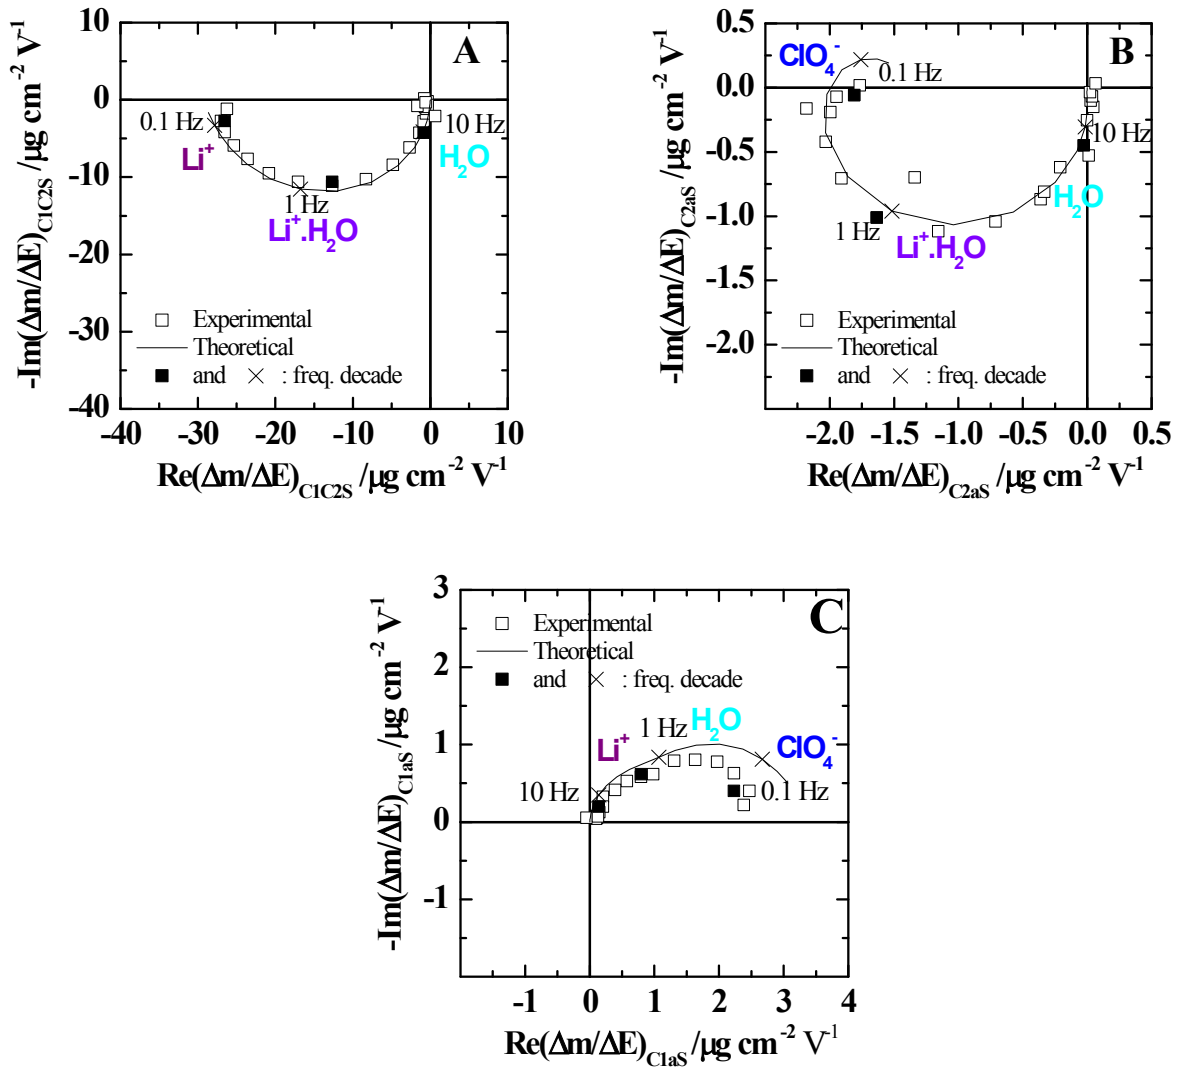 A
-Im(Δm/ΔE)C1C2S /μg cm-2 V-1
10
0
-10
-20
-30
-40
0.1 Hz
10 Hz
Li+
H2O
1 Hz
Li+.H2O
Experimental
Theoretical
and : freq. decade
-40 -30 -20 -10 0 10
Re(Δm/ΔE)C1C2S /μg cm-2 V-1
B
-Im(Δm/ΔE)C2aS /μg cm-2 V-1
0.5
0.0
-0.5
-1.0
-1.5
-2.0
ClO4-
0.1 Hz
10 Hz
H2O
1 Hz
Li+.H2O
Experimental
Theoretical
and : freq. decade
-2.0 -1.5 -1.0 -0.5 0.0 0.5
Re(Δm/ΔE)C2aS /μg cm-2 V-1
C
-Im(Δm/ΔE)C1aS /μg cm-2 V-1
3
2
1
0
-1
Experimental
Theoretical
and : freq. decade
Li+
1 Hz
H2O
ClO4-
10 Hz
0.1 Hz
-1 0 1 2 3 4
Re(Δm/ΔE)C1aS /μg cm-2 V-1